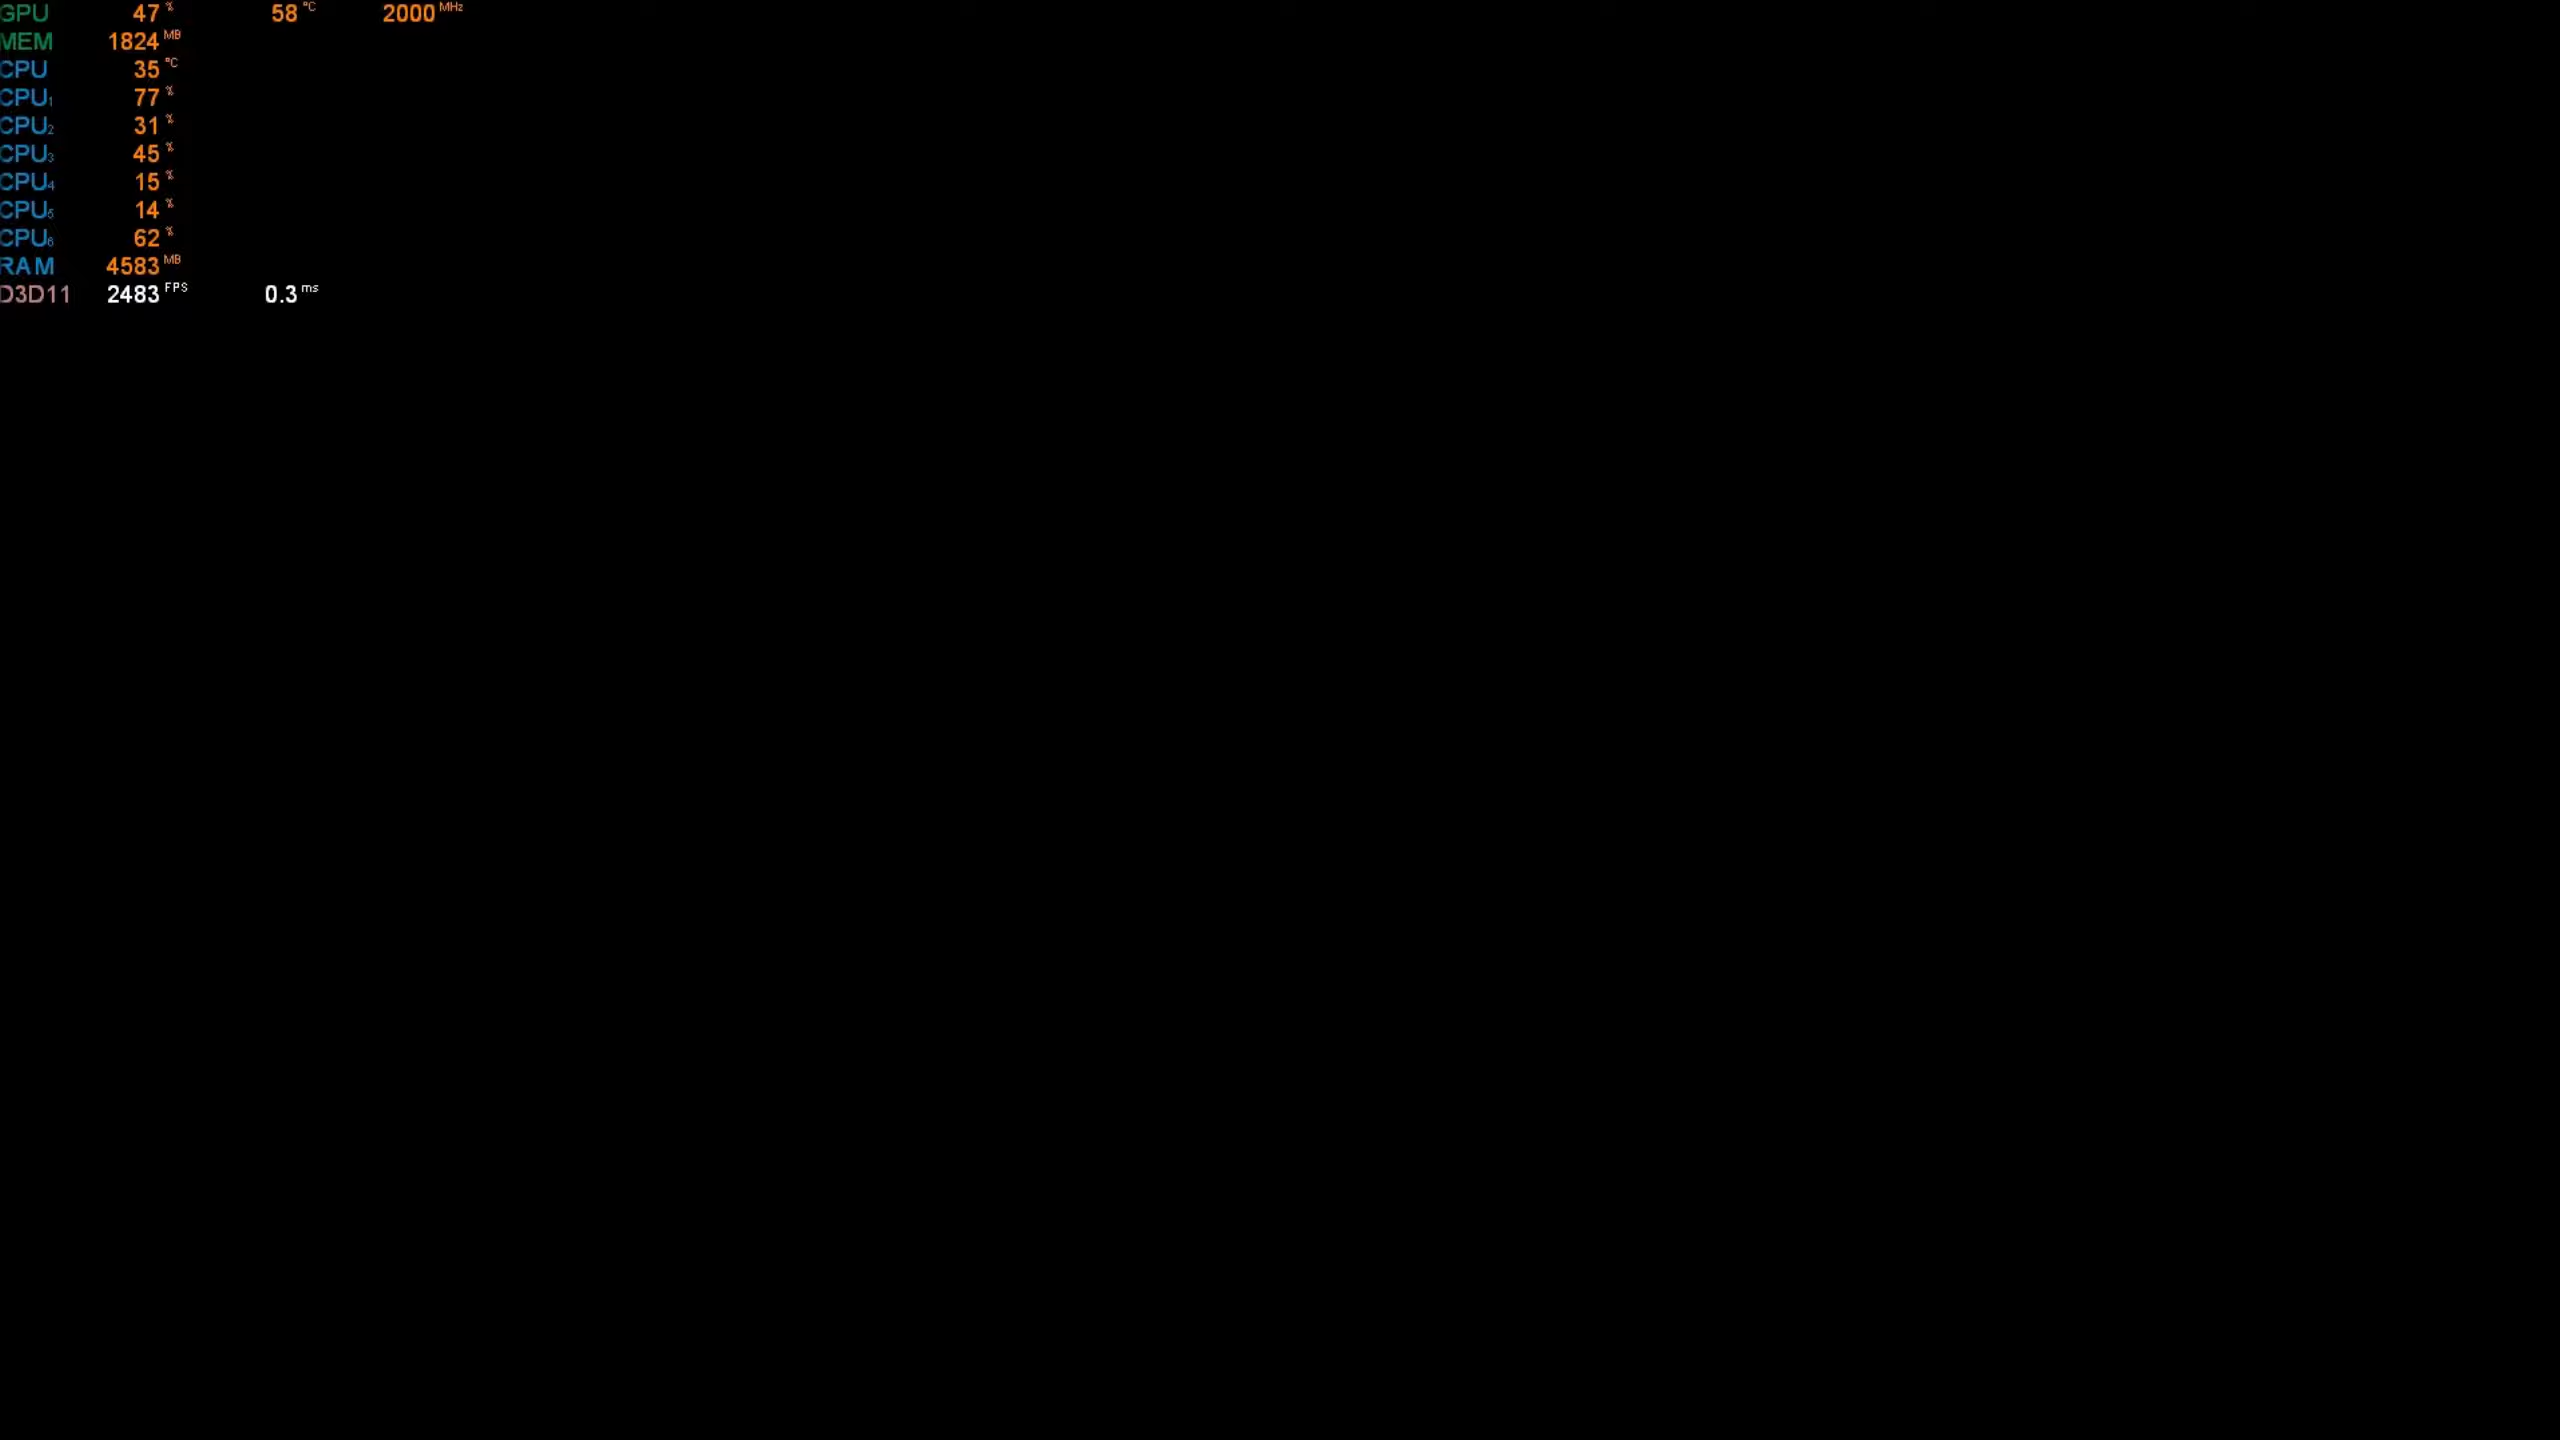 GPU 47 % 58 °C 2000 MHz
MEM 1824 MB
CPU 35 °C
CPU1 77 %
CPU2 31 %
CPU3 45 %
CPU4 15 %
CPU5 14 %
CPU6 62 %
RAM 4583 MB
D3D11 2483 FPS 0.3 ms